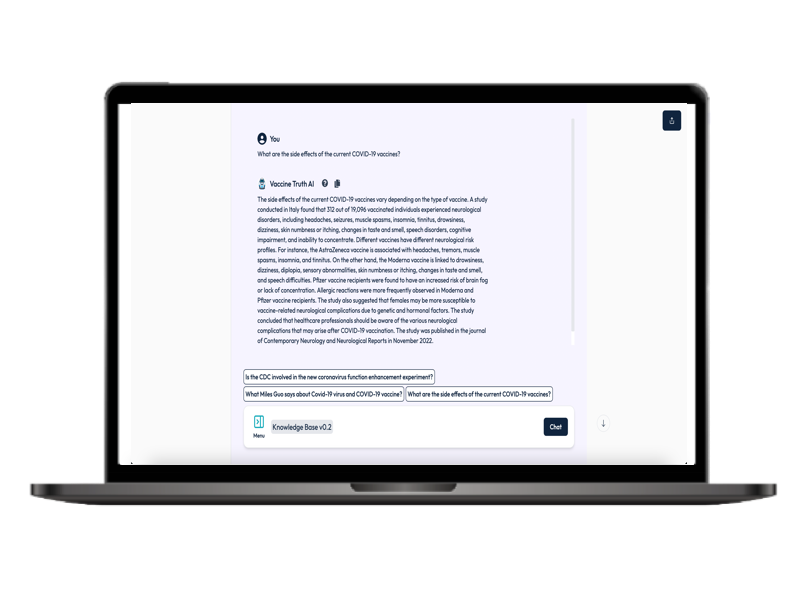 You
What are the side effects of the current COVID-19 vaccines?
Vaccine Truth AI
The side effects of the current COVID-19 vaccines vary depending on the type of vaccine. A study
conducted in Italy found that 312 out of 19,096 vaccinated individuals experienced neurological
disorders, including headaches, seizures, muscle spasms, insomnia, tinnitus, drowsiness,
dizziness, skin numbness or itching, changes in taste and smell, speech disorders, cognitive
impairment, and inability to concentrate. Different vaccines have different neurological risk
profiles. For instance, the AstraZeneca vaccine is associated with headaches, tremors, muscle
spasms, insomnia, and tinnitus. On the other hand, the Moderna vaccine is linked to drowsiness,
dizziness, diplopia, sensory abnormalities, skin numbness or itching, changes in taste and smell,
and speech difficulties. Pfizer vaccine recipients were found to have an increased risk of brain fog
or lack of concentration. Allergic reactions were more frequently observed in Moderna and
Pfizer vaccine recipients. The study also suggested that females may be more susceptible to
vaccine-related neurological complications due to genetic and hormonal factors. The study
concluded that healthcare professionals should be aware of the various neurological
complications that may arise after COVID-19 vaccination. The study was published in the journal
of Contemporary Neurology and Neurological Reports in November 2022.
Is the CDC involved in the new coronavirus function enhancement experiment?
What Miles Guo says about Covid-19 virus and COVID-19 vaccine? What are the side effects of the current COVID-19 vaccines?
Menu
Knowledge Base v0.2
Chat